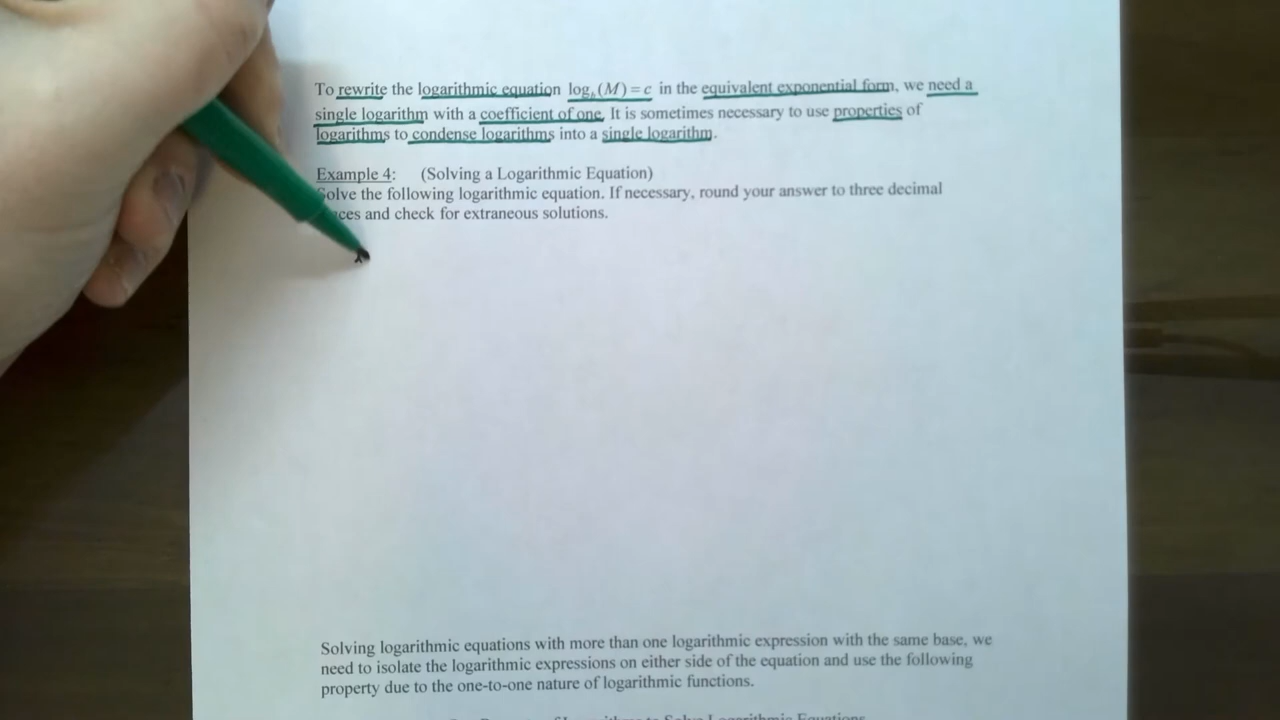 To rewrite the logarithmic equation log_b(M) = c in the equivalent exponential form, we need a
single logarithm with a coefficient of one. It is sometimes necessary to use properties of
logarithms to condense logarithms into a single logarithm.
Example 4: (Solving a Logarithmic Equation)
Solve the following logarithmic equation. If necessary, round your answer to three decimal
and check for extraneous solutions.
Solving logarithmic equations with more than one logarithmic expression with the same base, we
need to isolate the logarithmic expressions on either side of the equation and use the following
property due to the one-to-one nature of logarithmic functions.
to Solve Logarithmic Equations